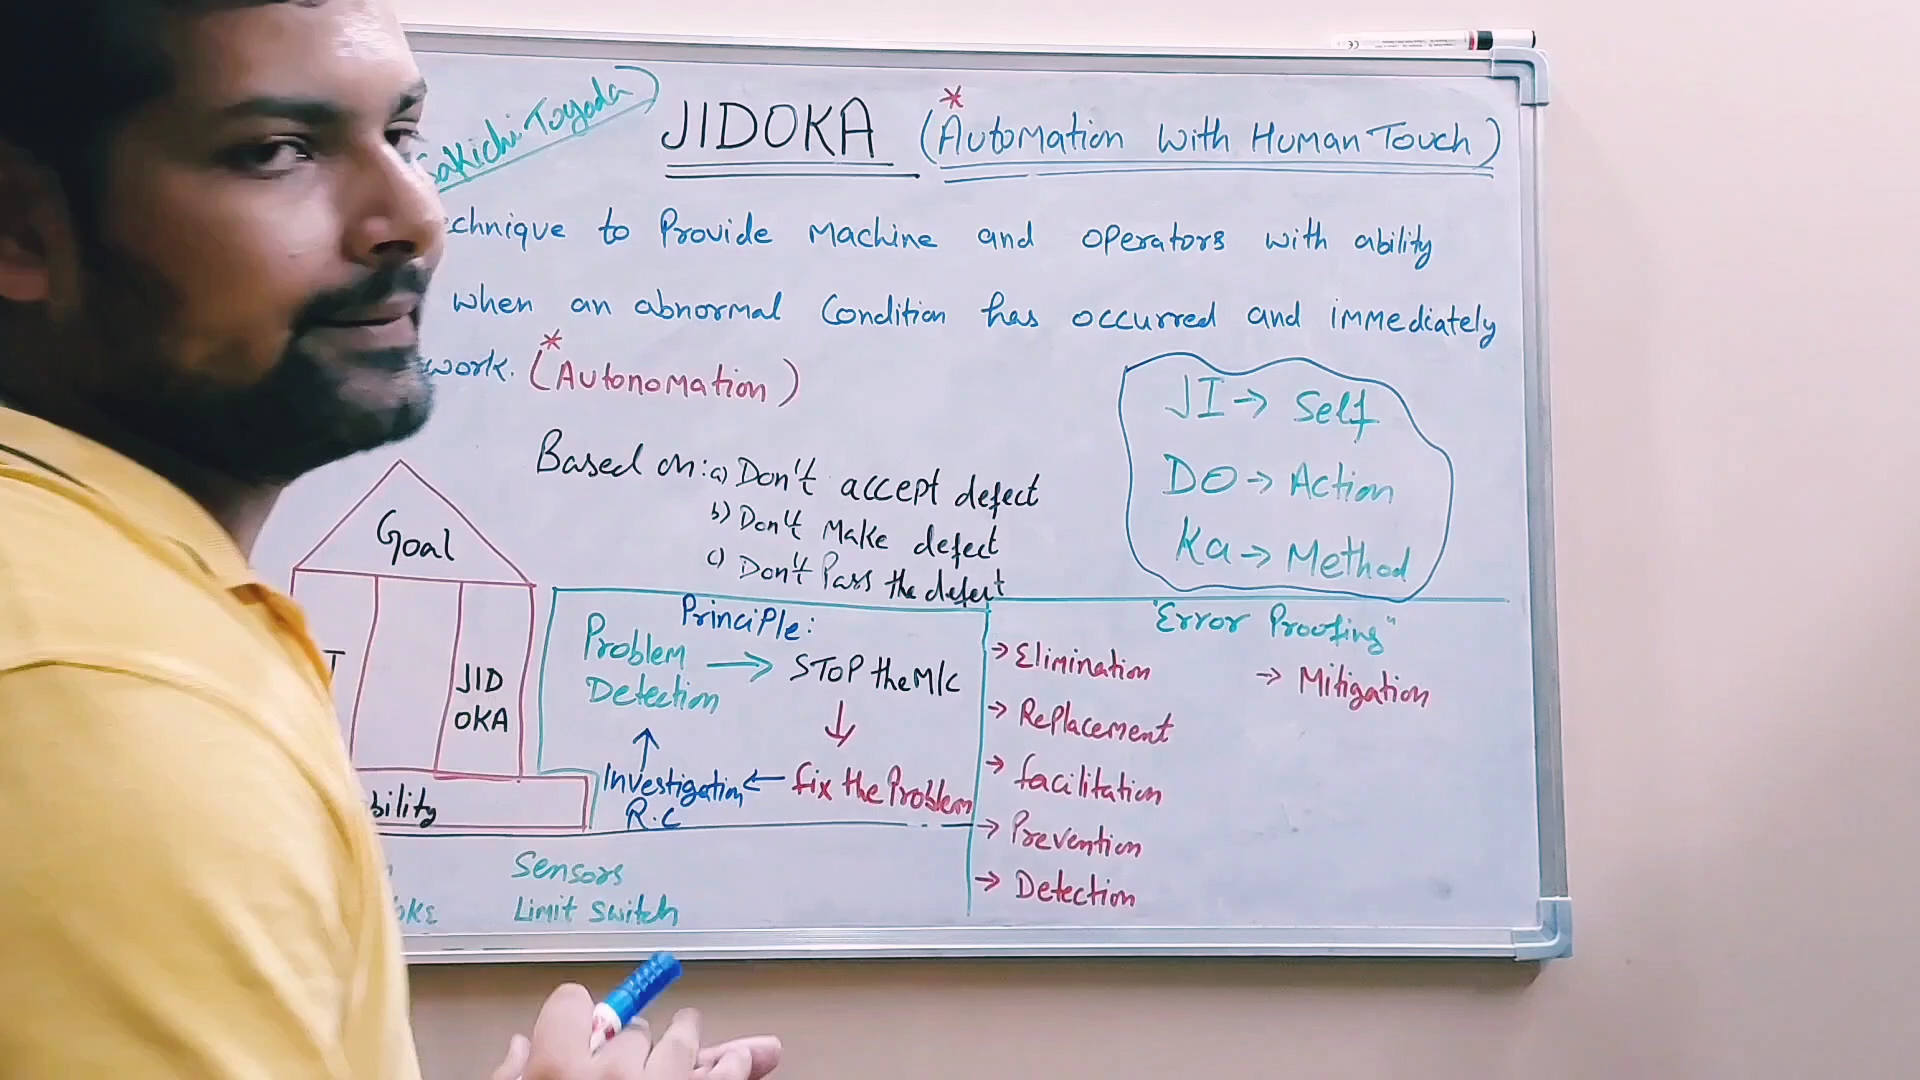 Sakichi Toyoda)
JIDOKA (Automation with Human Touch)
*
chnique to Provide Machine and operators with ability
when an abnormal Condition has occurred and immediately
work. (Autonomation)
*
JI → Self
DO → Action
Ka → Method
Based on: a) Don't accept defect
b) Don't Make defect
c) Don't Pass the defect
Goal
T
JID
OKA
bility
Principle:
Problem
Detection
→ STOP the M/C
↓
fix the Problem
←
Investigation
R.C
↑
"Error Proofing"
→ Elimination
→ Mitigation
→ Replacement
→ facilitation
→ Prevention
→ Detection
Sensors
oke Limit Switch